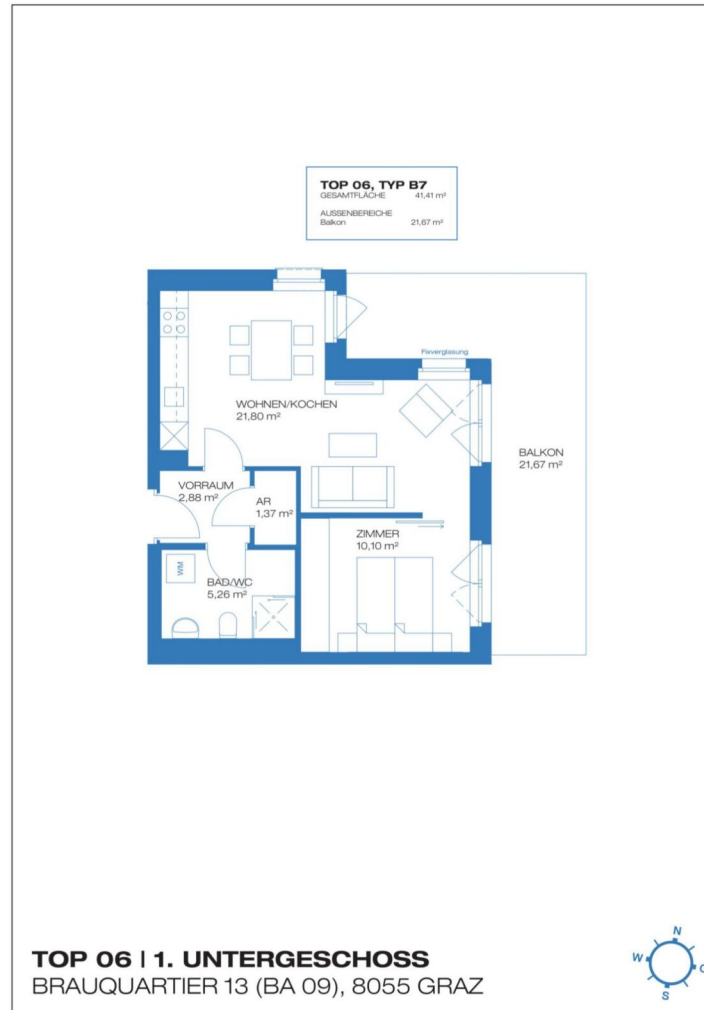 TOP 06, TYP B7
GESAMTFLÄCHE 41,41 m²
AUSSENBEREICHE
Balkon 21,67 m²
Fixverglasung
WOHNEN/KOCHEN
21,80 m²
BALKON
21,67 m²
VORRAUM
2,88 m²
AR
1,37 m²
ZIMMER
10,10 m²
WM
BAD/WC
5,26 m²
TOP 06 | 1. UNTERGESCHOSS
BRAUQUARTIER 13 (BA 09), 8055 GRAZ
N
W
O
S